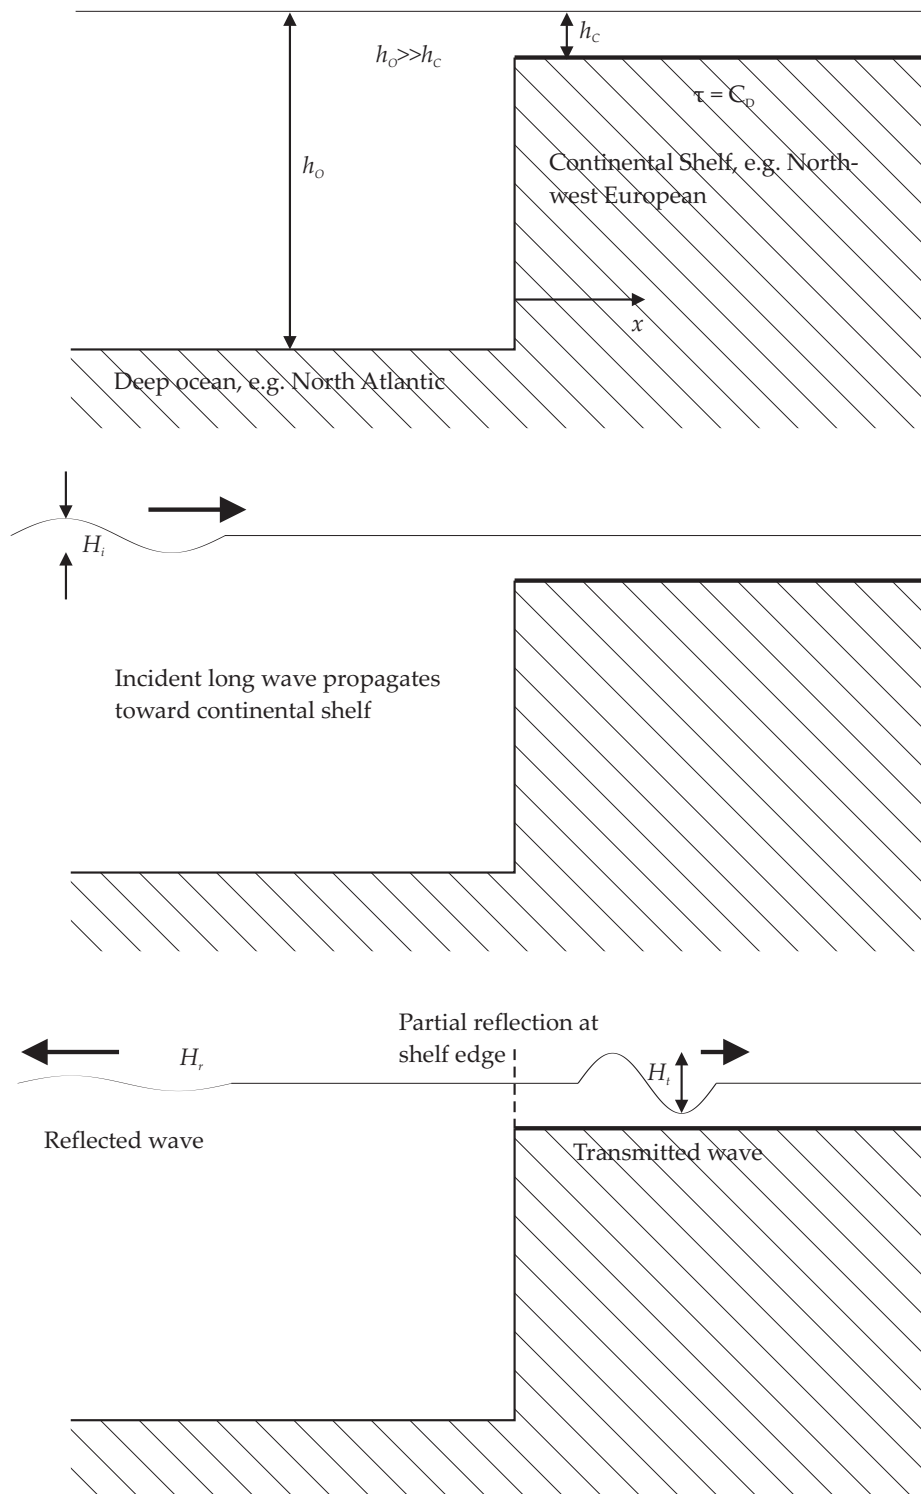 h_C
h_O>>h_C
τ = C_D
h_O
Continental Shelf, e.g. North-
west European
x
Deep ocean, e.g. North Atlantic
H_i
Incident long wave propagates
toward continental shelf
Partial reflection at
shelf edge
H_r
H_t
Reflected wave
Transmitted wave